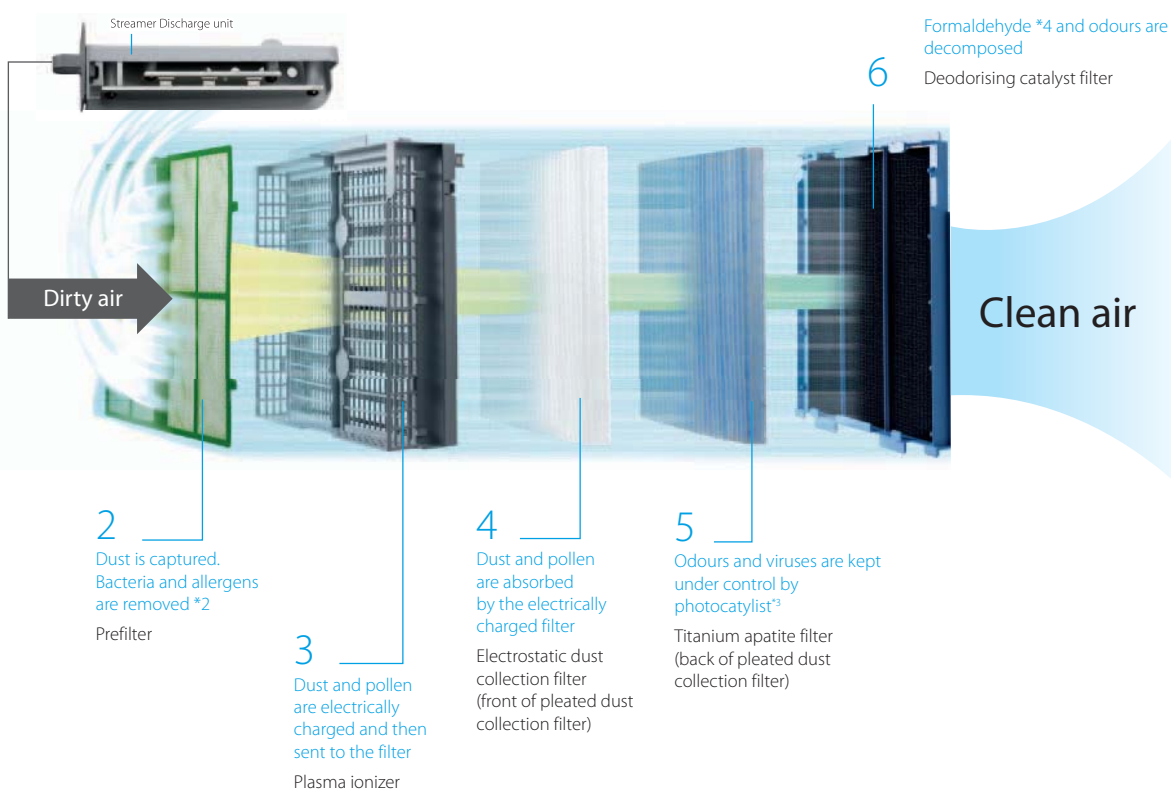 Streamer Discharge unit
Formaldehyde *4 and odours are
decomposed
6
Deodorising catalyst filter
Dirty air
Clean air
2
Dust is captured.
Bacteria and allergens
are removed *2
Prefilter
3
Dust and pollen
are electrically
charged and then
sent to the filter
Plasma ionizer
4
Dust and pollen
are absorbed
by the electrically
charged filter
Electrostatic dust
collection filter
(front of pleated dust
collection filter)
5
Odours and viruses are kept
under control by
photocatylist*3
Titanium apatite filter
(back of pleated dust
collection filter)